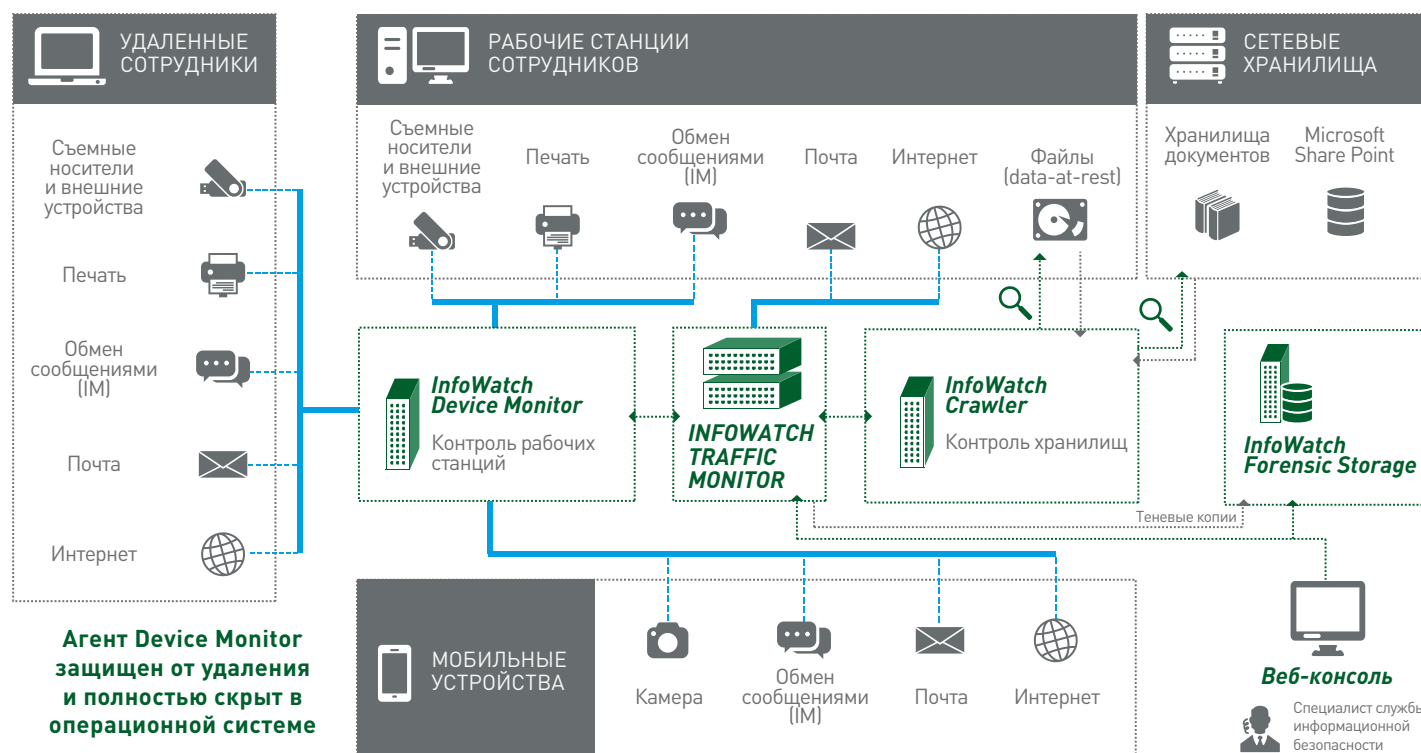 УДАЛЕННЫЕ
СОТРУДНИКИ
Съемные
носители
и внешние
устройства
Печать
Обмен
сообщениями
(IM)
Почта
Интернет
Агент Device Monitor
защищен от удаления
и полностью скрыт в
операционной системе
РАБОЧИЕ СТАНЦИИ
СОТРУДНИКОВ
Съемные
носители
и внешние
устройства
Печать
Обмен
сообщениями
(IM)
Почта
Интернет
Файлы
(data-at-rest)
СЕТЕВЫЕ
ХРАНИЛИЩА
Хранилища
документов
Microsoft
Share Point
InfoWatch
Device Monitor
Контроль рабочих
станций
INFOWATCH
TRAFFIC
MONITOR
InfoWatch
Crawler
Контроль хранилищ
InfoWatch
Forensic Storage
Теневые копии
МОБИЛЬНЫЕ
УСТРОЙСТВА
Камера
Обмен
сообщениями
(IM)
Почта
Интернет
Веб-консоль
Специалист службы
информационной
безопасности